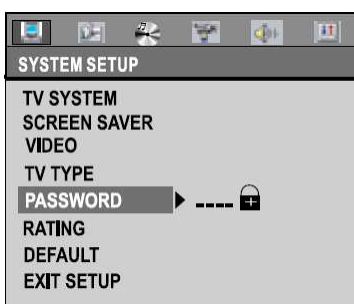 SYSTEM SETUP
TV SYSTEM
SCREEN SAVER
VIDEO
TV TYPE
PASSWORD ----
RATING
DEFAULT
EXIT SETUP